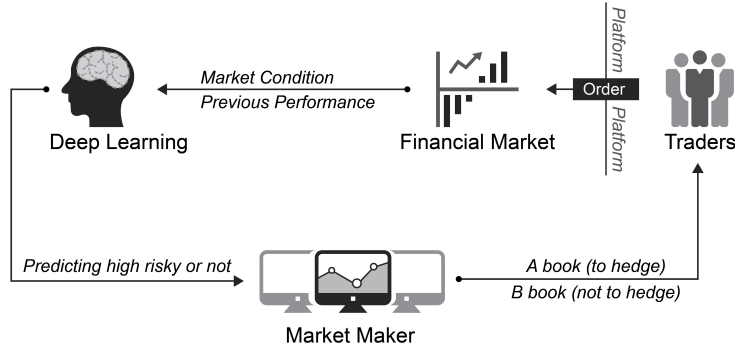 Platform
Market Condition
Previous Performance
Order
Deep Learning
Financial Market
Platform
Traders
Predicting high risky or not
A book (to hedge)
B book (not to hedge)
Market Maker